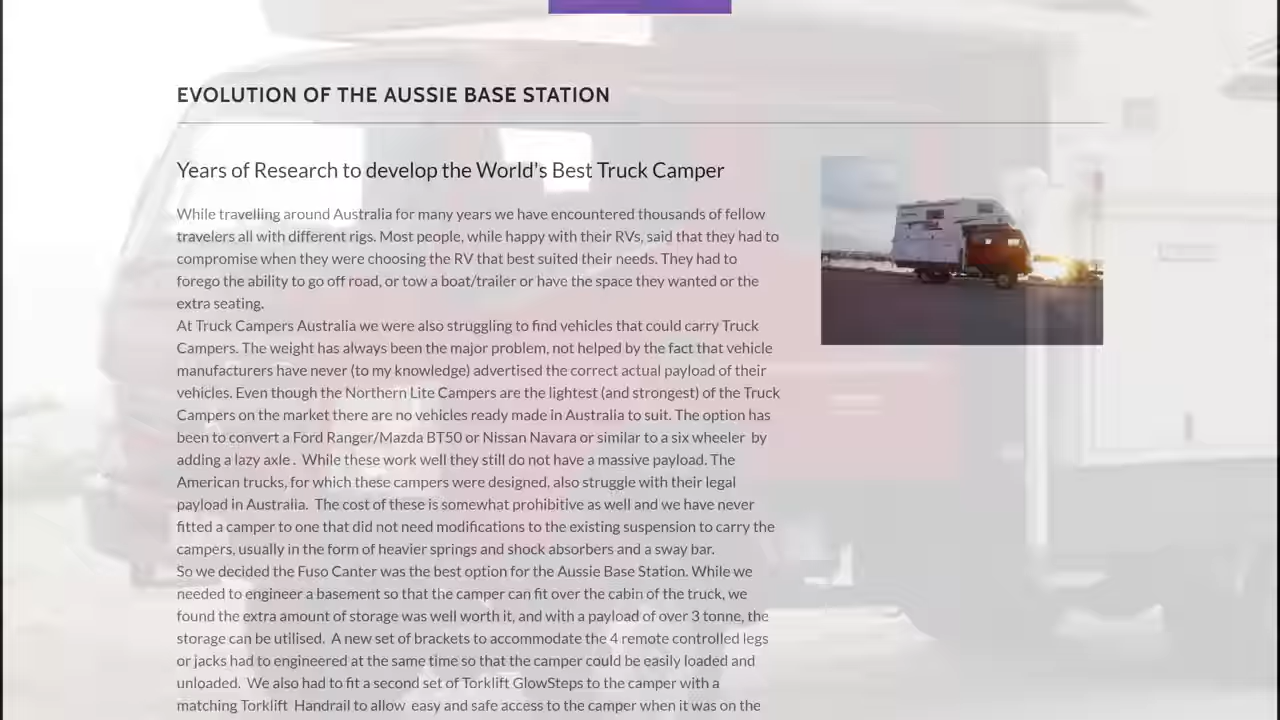 EVOLUTION OF THE AUSSIE BASE STATION
Years of Research to develop the World's Best Truck Camper
While travelling around Australia for many years we have encountered thousands of fellow
travelers all with different rigs. Most people, while happy with their RVs, said that they had to
compromise when they were choosing the RV that best suited their needs. They had to
forego the ability to go off road, or tow a boat/trailer or have the space they wanted or the
extra seating.
At Truck Campers Australia we were also struggling to find vehicles that could carry Truck
Campers. The weight has always been the major problem, not helped by the fact that vehicle
manufacturers have never (to my knowledge) advertised the correct actual payload of their
vehicles. Even though the Northern Lite Campers are the lightest (and strongest) of the Truck
Campers on the market there are no vehicles ready made in Australia to suit. The option has
been to convert a Ford Ranger/Mazda BT50 or Nissan Navara or similar to a six wheeler by
adding a lazy axle. While these work well they still do not have a massive payload. The
American trucks, for which these campers were designed, also struggle with their legal
payload in Australia. The cost of these is somewhat prohibitive as well and we have never
fitted a camper to one that did not need modifications to the existing suspension to carry the
campers, usually in the form of heavier springs and shock absorbers and a sway bar.
So we decided the Fuso Canter was the best option for the Aussie Base Station. While we
needed to engineer a basement so that the camper can fit over the cabin of the truck, we
found the extra amount of storage was well worth it, and with a payload of over 3 tonne, the
storage can be utilised. A new set of brackets to accommodate the 4 remote controlled legs
or jacks had to engineered at the same time so that the camper could be easily loaded and
unloaded. We also had to fit a second set of Torklift GlowSteps to the camper with a
matching Torklift Handrail to allow easy and safe access to the camper when it was on the